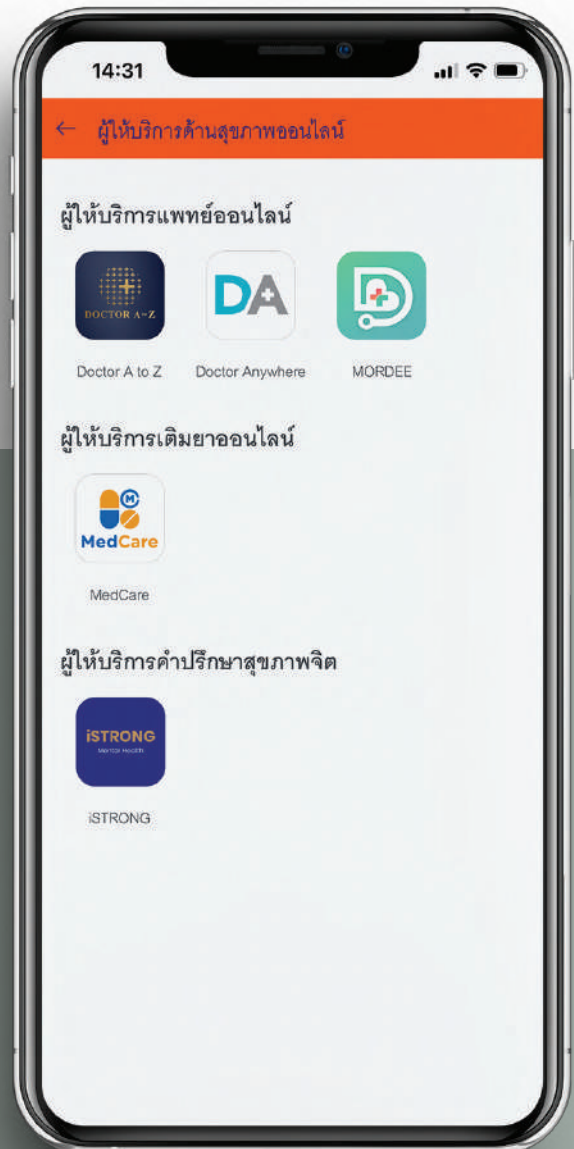 14:31
← ผู้ให้บริการด้านสุขภาพออนไลน์
ผู้ให้บริการแพทย์ออนไลน์
DOCTOR A-Z
DA
Doctor A to Z
Doctor Anywhere
MORDEE
ผู้ให้บริการเติมยาออนไลน์
M
MedCare
MedCare
ผู้ให้บริการคำปรึกษาสุขภาพจิต
iSTRONG
Mental Health
iSTRONG